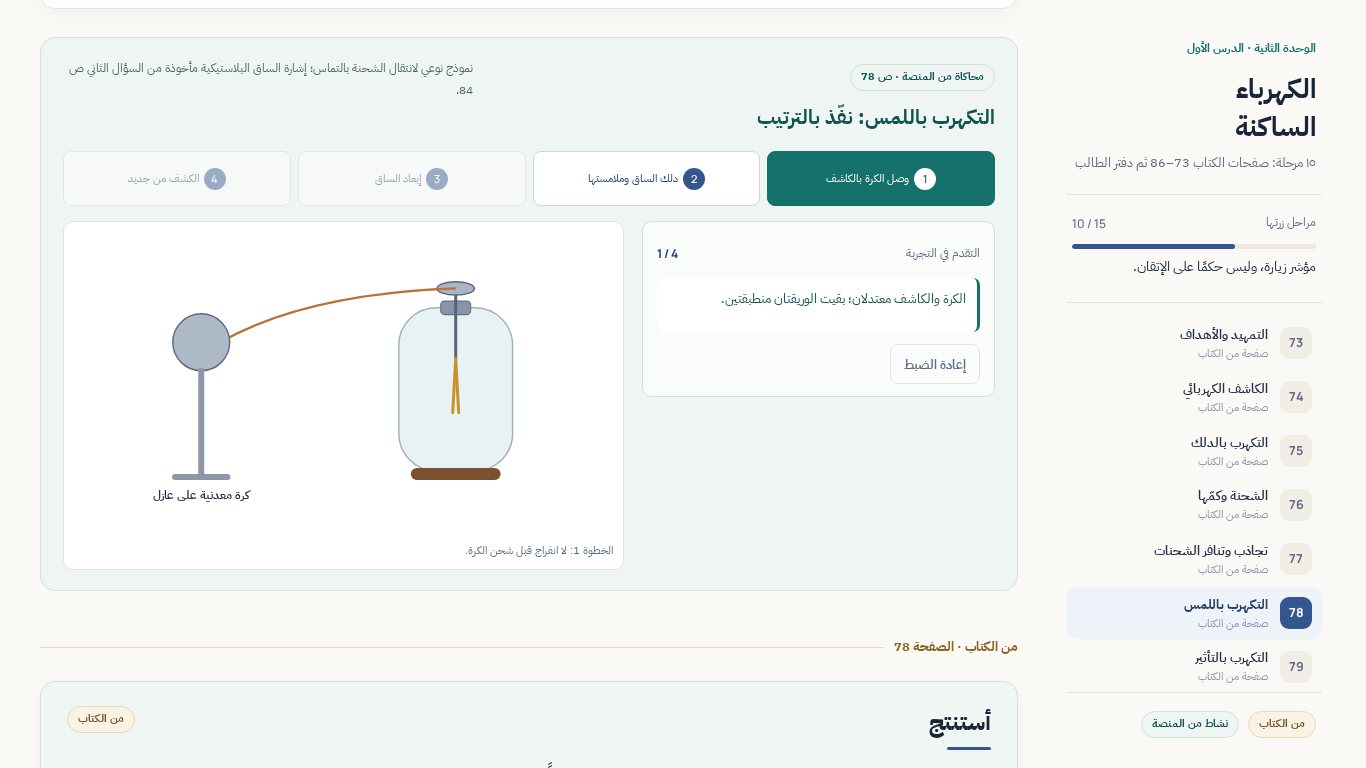 الوحدة الثانية · الدرس الأول
الكهرباء
الساكنة
١٥ مرحلة: صفحات الكتاب 73–86 ثم دفتر الطالب
مراحل زرتها
10 / 15
مؤشر زيارة، وليس حكمًا على الإتقان.
73
التمهيد والأهداف
صفحة من الكتاب
74
الكاشف الكهربائي
صفحة من الكتاب
75
التكهرب بالدلك
صفحة من الكتاب
76
الشحنة وكمّها
صفحة من الكتاب
77
تجاذب وتنافر الشحنات
صفحة من الكتاب
78
التكهرب باللمس
صفحة من الكتاب
79
التكهرب بالتأثير
صفحة من الكتاب
من الكتاب
نشاط من المنصة
محاكاة من المنصة · ص 78
التكهرب باللمس: نفّذ بالترتيب
نموذج نوعي لانتقال الشحنة بالتماس؛ إشارة الساق البلاستيكية مأخوذة من السؤال الثاني ص
84.
1 وصل الكرة بالكاشف
2 دلك الساق وملامستها
3 إبعاد الساق
4 الكشف من جديد
التقدم في التجربة
1 / 4
الكرة والكاشف معتدلان؛ بقيت الوريقتان منطبقتين.
إعادة الضبط
كرة معدنية على عازل
الخطوة 1: لا انفراج قبل شحن الكرة.
من الكتاب · الصفحة 78
أستنتج
من الكتاب